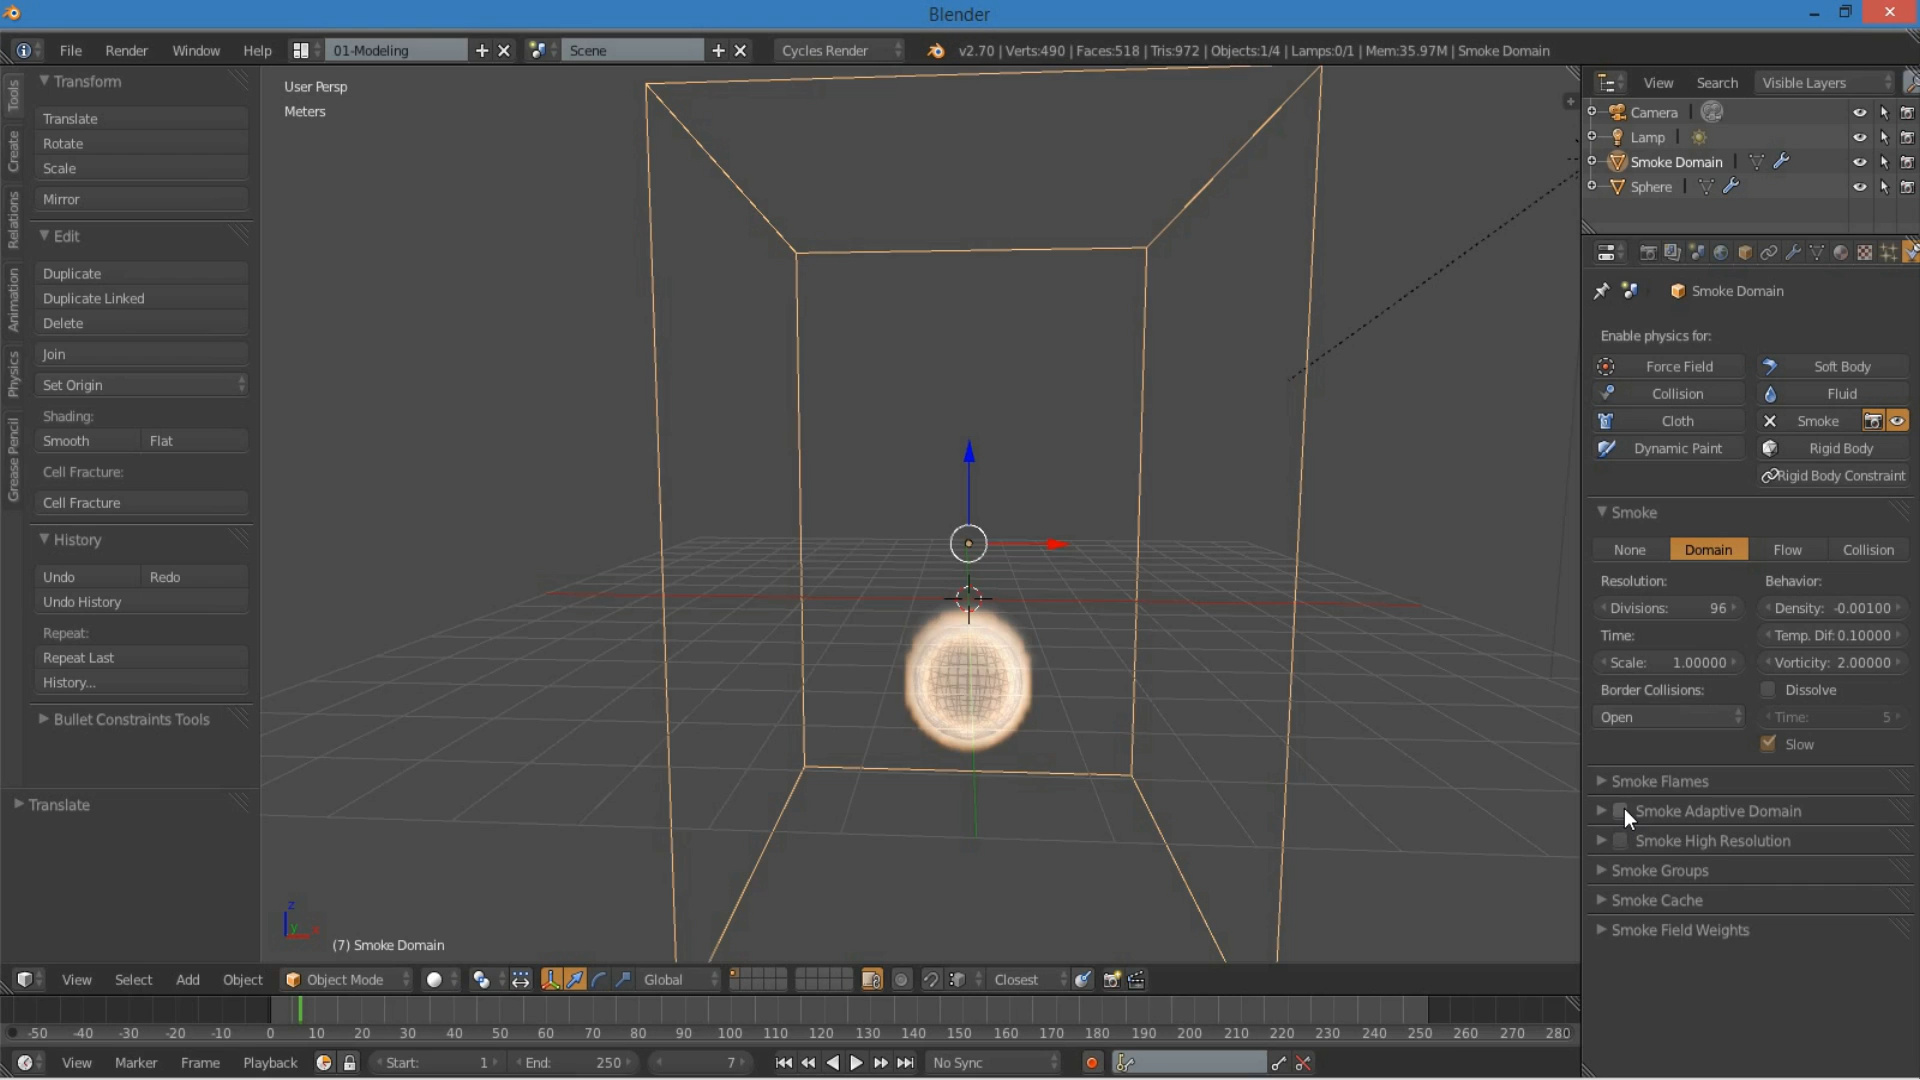 Blender
File Render Window Help 01-Modeling Scene Cycles Render v2.70 | Verts:490 | Faces:518 | Tris:972 | Objects:1/4 | Lamps:0/1 | Mem:35.97M | Smoke Domain
Tools
Create
Relations
Animation
Physics
Grease Pencil
Transform
Translate
Rotate
Scale
Mirror
Edit
Duplicate
Duplicate Linked
Delete
Join
Set Origin
Shading:
Smooth Flat
Cell Fracture:
Cell Fracture
History
Undo Redo
Undo History
Repeat:
Repeat Last
History...
Bullet Constraints Tools
Translate
User Persp
Meters
z
y
x
(7) Smoke Domain
View Search Visible Layers
Camera
Lamp
Smoke Domain
Sphere
Smoke Domain
Enable physics for:
Force Field Soft Body
Collision Fluid
Cloth Smoke
Dynamic Paint Rigid Body
Rigid Body Constraint
Smoke
None Domain Flow Collision
Resolution: Behavior:
Divisions: 96 Density: -0.00100
Time: Temp. Dif: 0.10000
Scale: 1.00000 Vorticity: 2.00000
Border Collisions: Dissolve
Open Time: 5
Slow
Smoke Flames
Smoke Adaptive Domain
Smoke High Resolution
Smoke Groups
Smoke Cache
Smoke Field Weights
View Select Add Object Object Mode Global Closest
-50 -40 -30 -20 -10 0 10 20 30 40 50 60 70 80 90 100 110 120 130 140 150 160 170 180 190 200 210 220 230 240 250 260 270 280
View Marker Frame Playback Start: 1 End: 250 7 No Sync